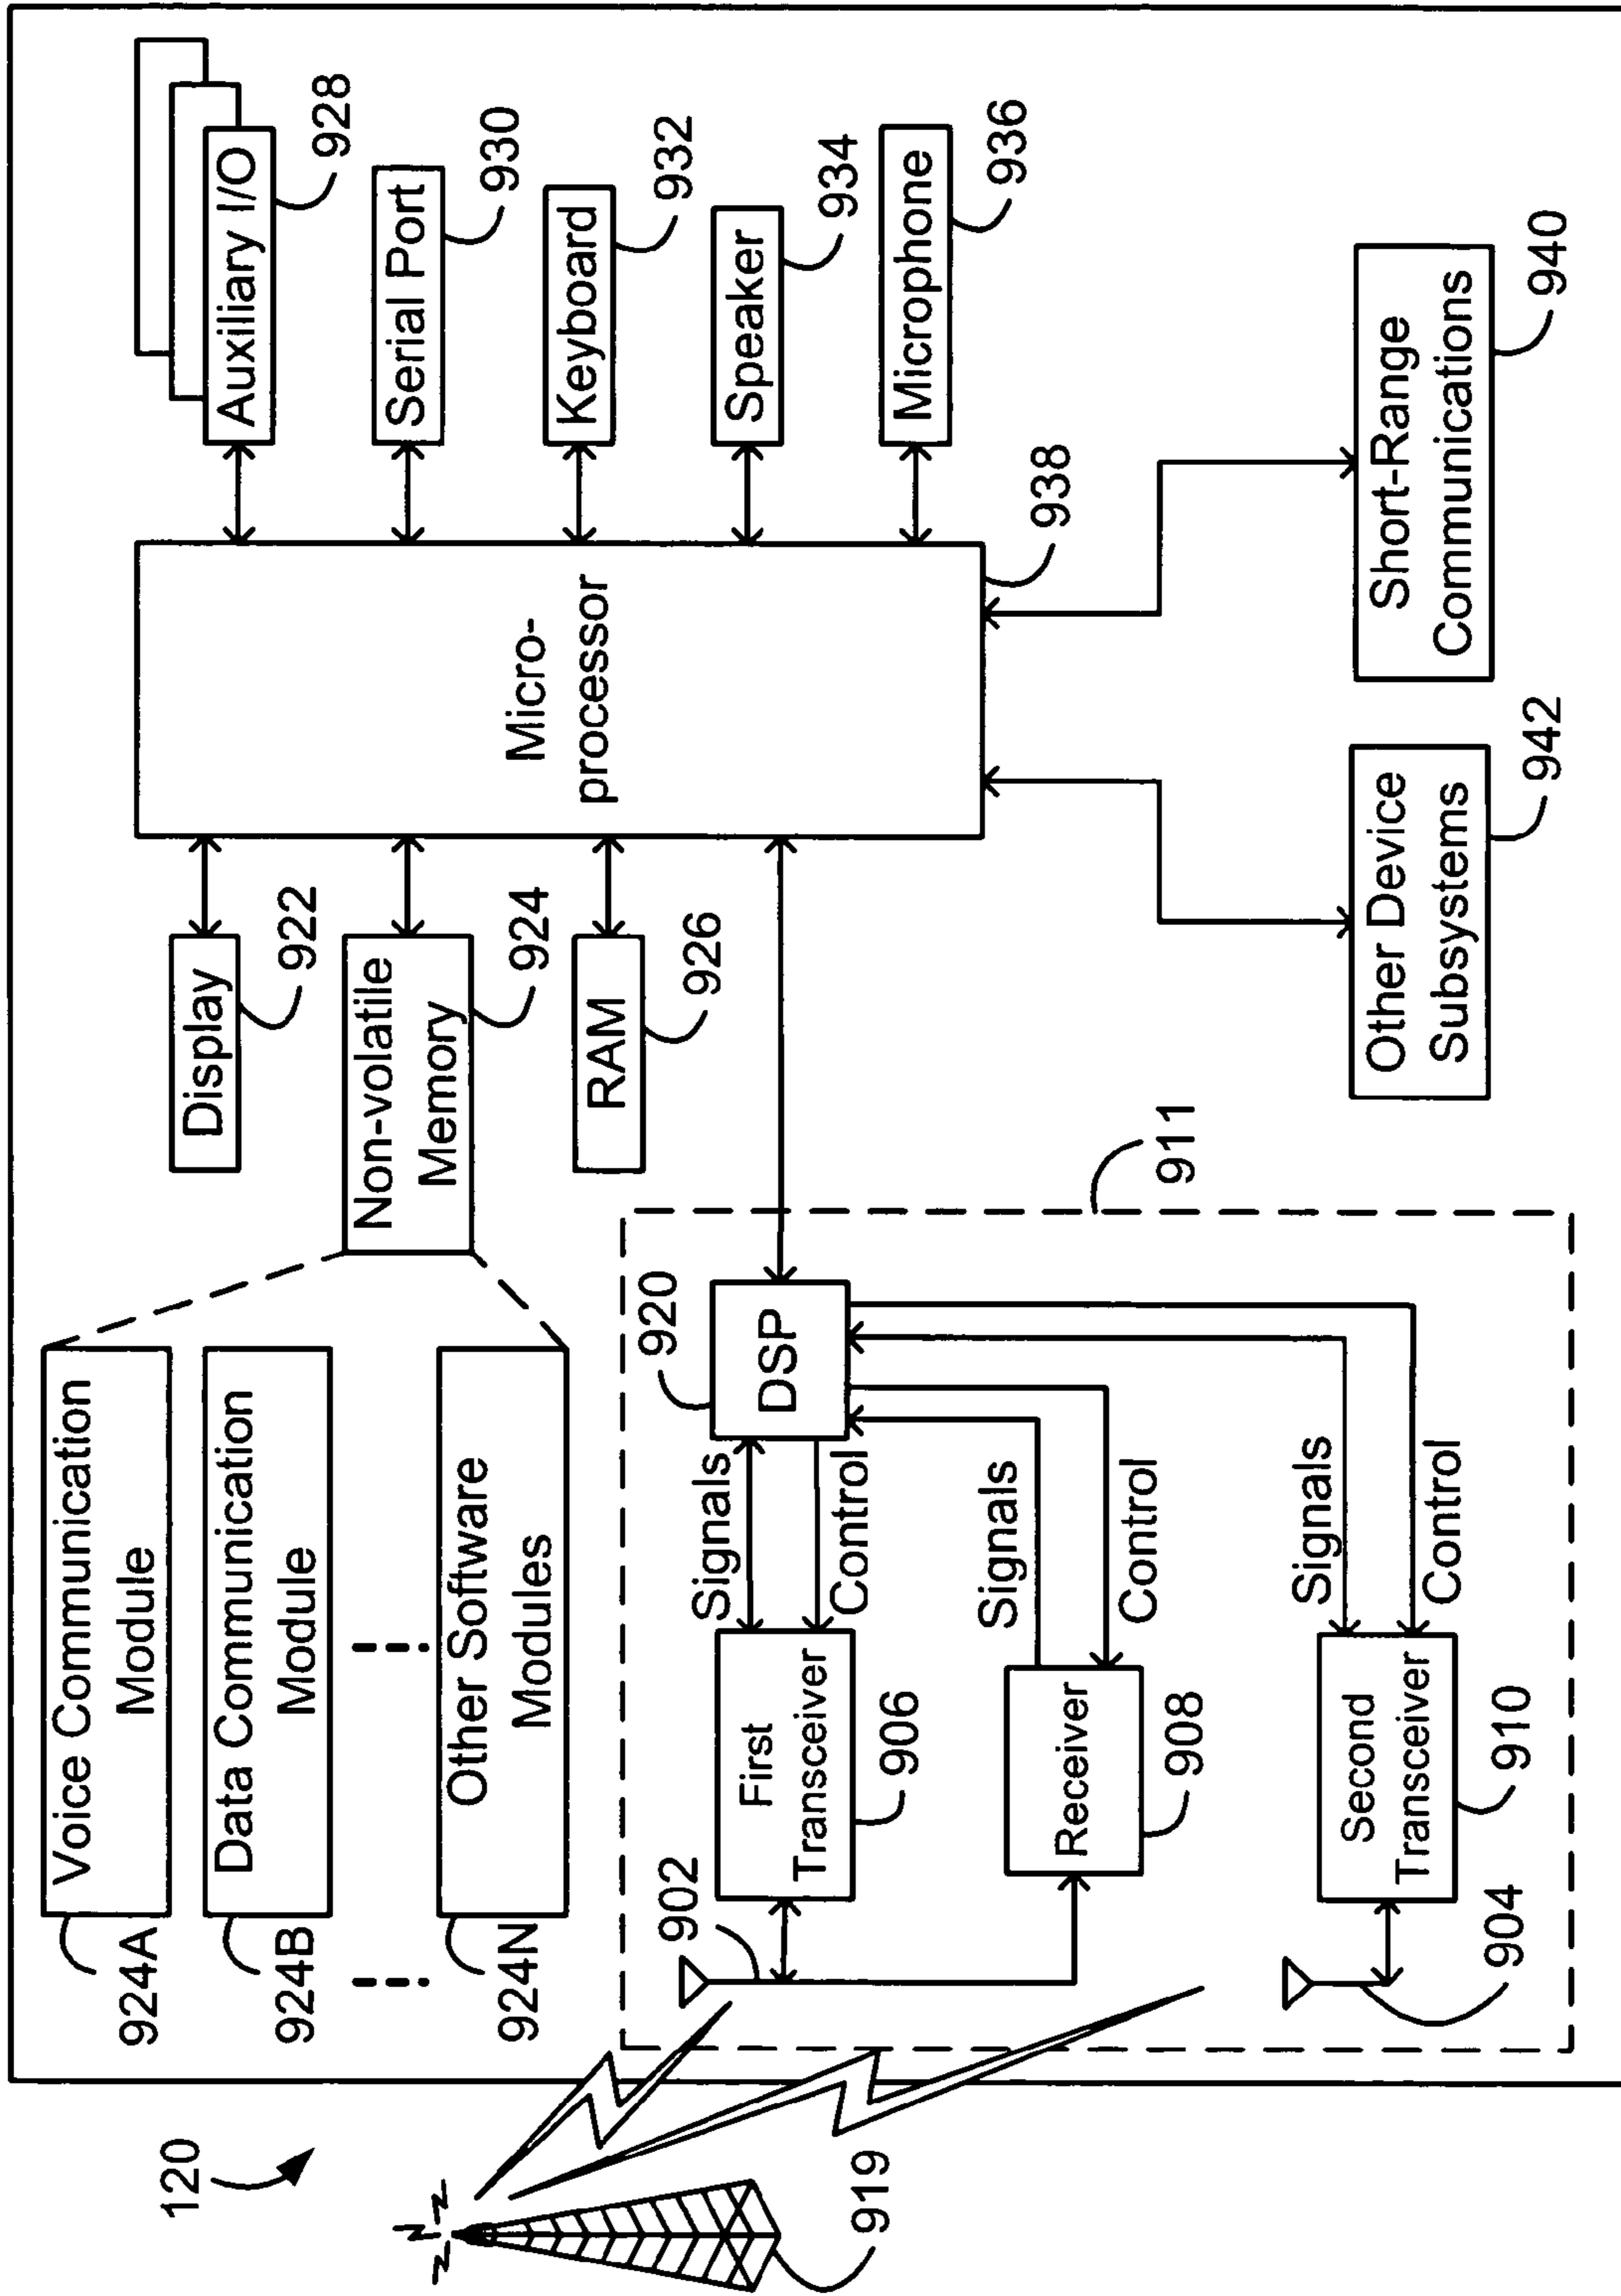 120
919
924A
Voice Communication
Module
924B
Data Communication
Module
924N
Other Software
Modules
Display
922
Non-volatile
Memory
924
RAM
926
Micro-
processor
938
Auxiliary I/O
928
Serial Port
930
Keyboard
932
Speaker
934
Microphone
936
902
First
Transceiver
906
Signals
Control
920
DSP
911
Receiver
908
Signals
Control
904
Second
Transceiver
910
Signals
Control
Other Device
Subsystems
942
Short-Range
Communications
940